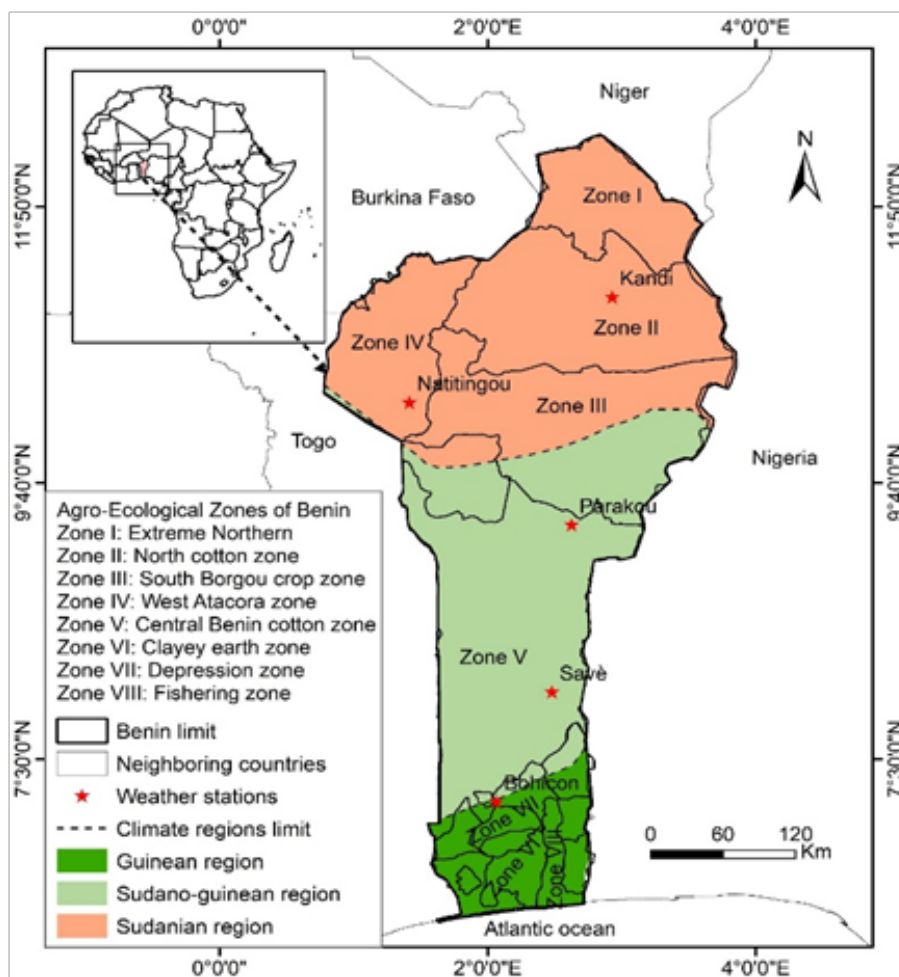 0°0'0"
2°0'0"E
4°0'0"E
Niger
N
11°50'0"N
11°50'0"N
Burkina Faso
Zone I
Kandi
Zone II
Zone IV
Natitingou
Zone III
Togo
Nigeria
9°40'0"N
9°40'0"N
Parakou
Agro-Ecological Zones of Benin
Zone I: Extreme Northern
Zone II: North cotton zone
Zone III: South Borgou crop zone
Zone IV: West Atacora zone
Zone V: Central Benin cotton zone
Zone VI: Clayey earth zone
Zone VII: Depression zone
Zone VIII: Fishering zone
Zone V
Savè
Benin limit
Neighboring countries
Weather stations
Climate regions limit
Guinean region
Sudano-guinean region
Sudanian region
7°30'0"N
7°30'0"N
Bohicon
Zone VII
Zone VI
Zone
0 60 120
Km
Atlantic ocean
0°0'0"
2°0'0"E
4°0'0"E